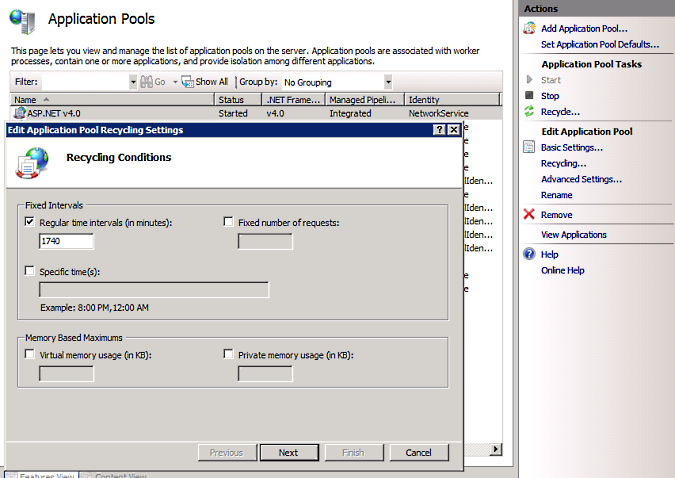 Application Pools
This page lets you view and manage the list of application pools on the server. Application pools are associated with worker
processes, contain one or more applications, and provide isolation among different applications.
Filter: Go Show All Group by: No Grouping
Name Status .NET Frame... Managed Pipeli... Identity
ASP.NET v4.0 Started v4.0 Integrated NetworkService
Edit Application Pool Recycling Settings
Recycling Conditions
Fixed Intervals
Regular time intervals (in minutes): Fixed number of requests:
1740
Specific time(s):
Example: 8:00 PM,12:00 AM
Memory Based Maximums
Virtual memory usage (in KB): Private memory usage (in KB):
Previous Next Finish Cancel
Features View Content View
Actions
Add Application Pool...
Set Application Pool Defaults...
Application Pool Tasks
Start
Stop
Recycle...
Edit Application Pool
Basic Settings...
Recycling...
Advanced Settings...
Rename
Remove
View Applications
Help
Online Help